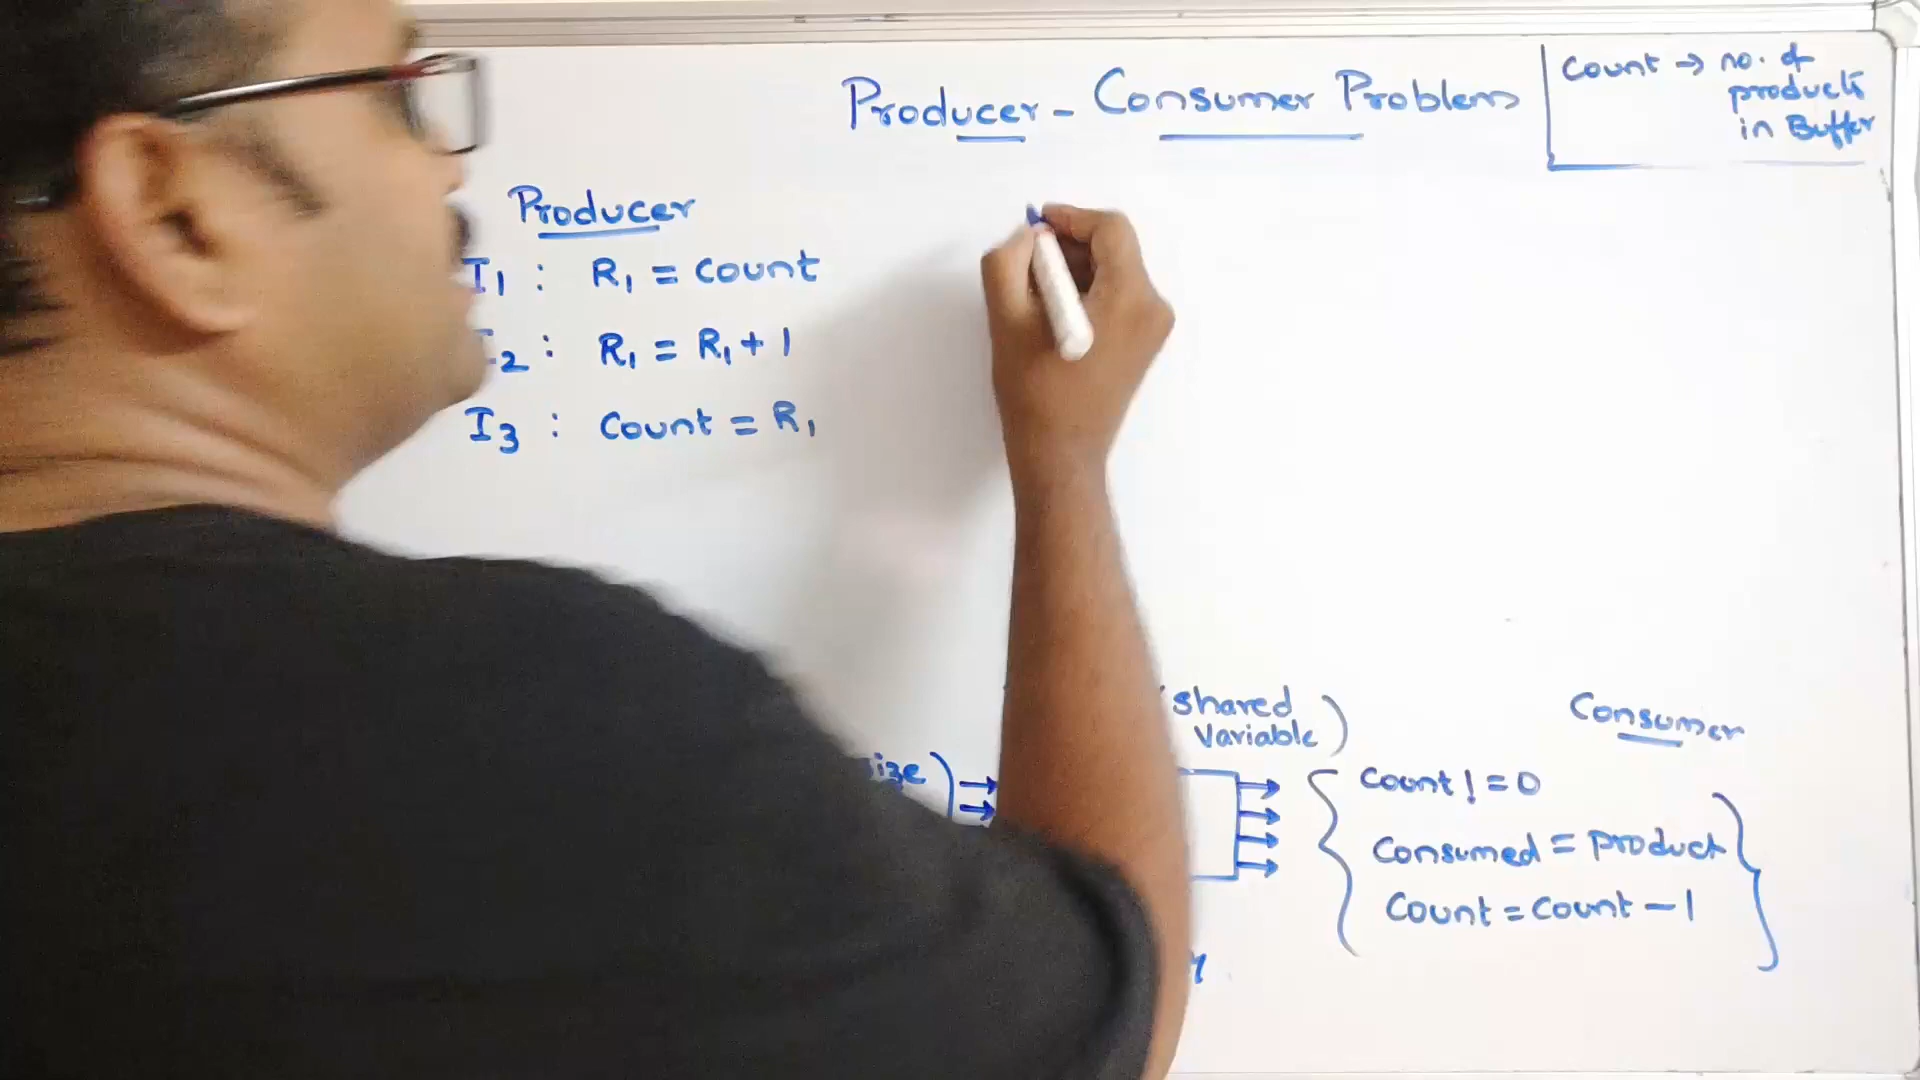 Producer - Consumer Problem
Count → no. of
products
in Buffer
Producer
I1 : R1 = Count
2 : R1 = R1 + 1
I3 : Count = R1
(shared
Variable)
Consumer
Count != 0
Consumed = product
Count = Count - 1